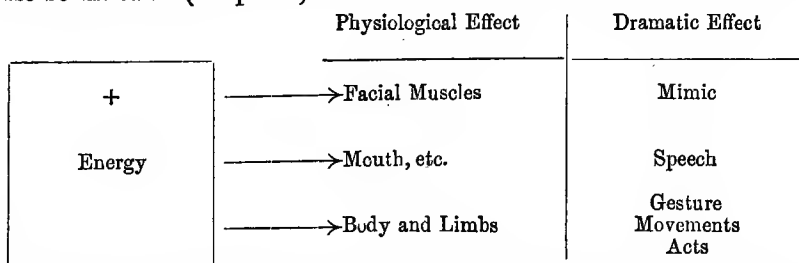 Physiological Effect Dramatic Effect
+ Facial Muscles Mimic
Energy Mouth, etc. Speech
Gesture
Body and Limbs Movements
Acts